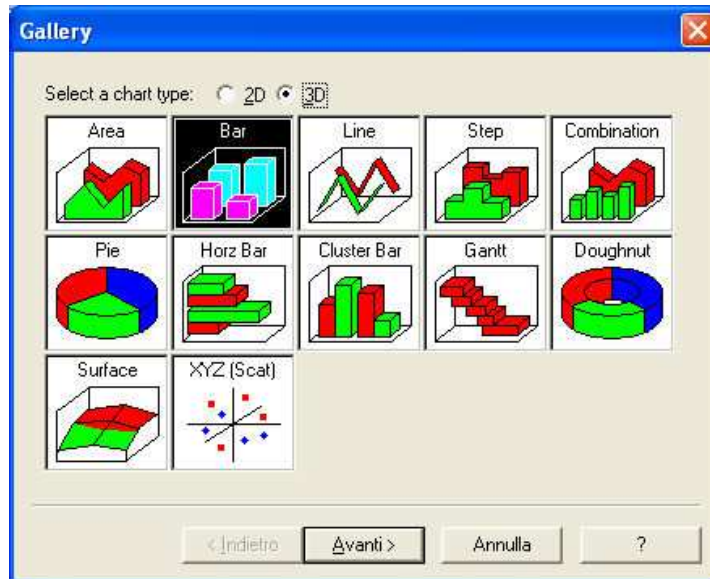 Gallery
Select a chart type: 2D 3D
Area Bar Line Step Combination
Pie Horz Bar Cluster Bar Gantt Doughnut
Surface XYZ (Scat)
< Indietro Avanti > Annulla ?